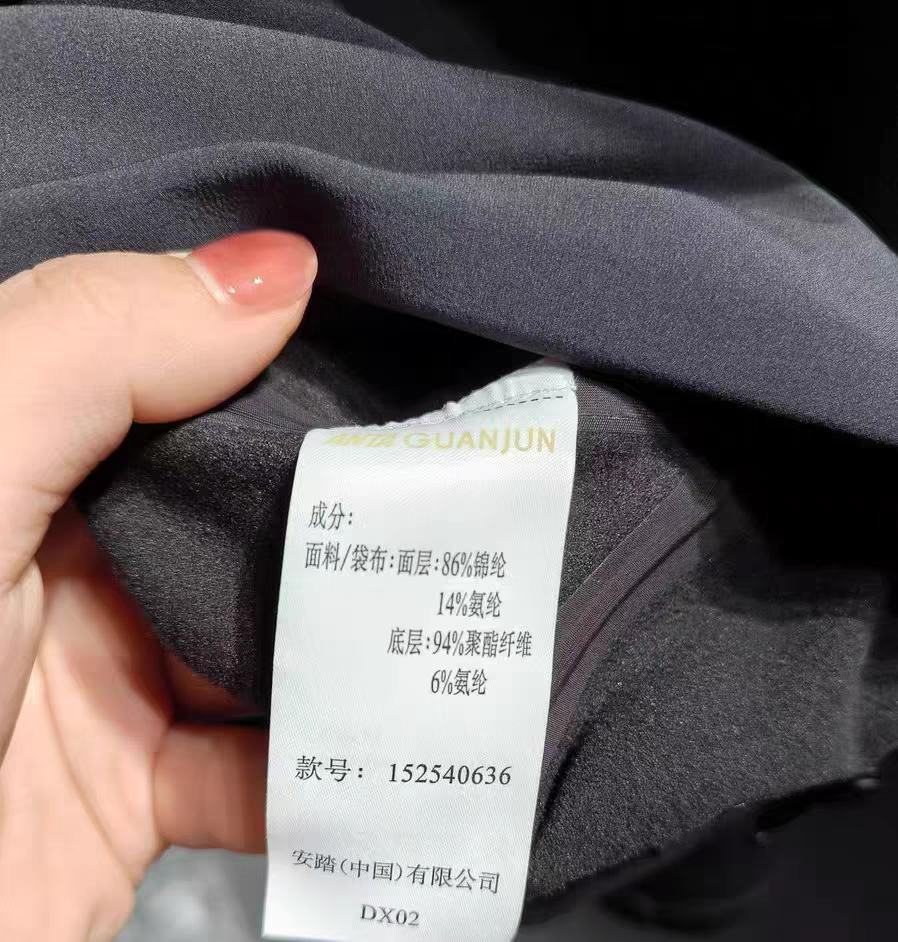 ANTA GUANJUN
成分:
面料/袋布:面层:86%锦纶
14%氨纶
底层:94%聚酯纤维
6%氨纶
款号: 152540636
安踏(中国)有限公司
DX02